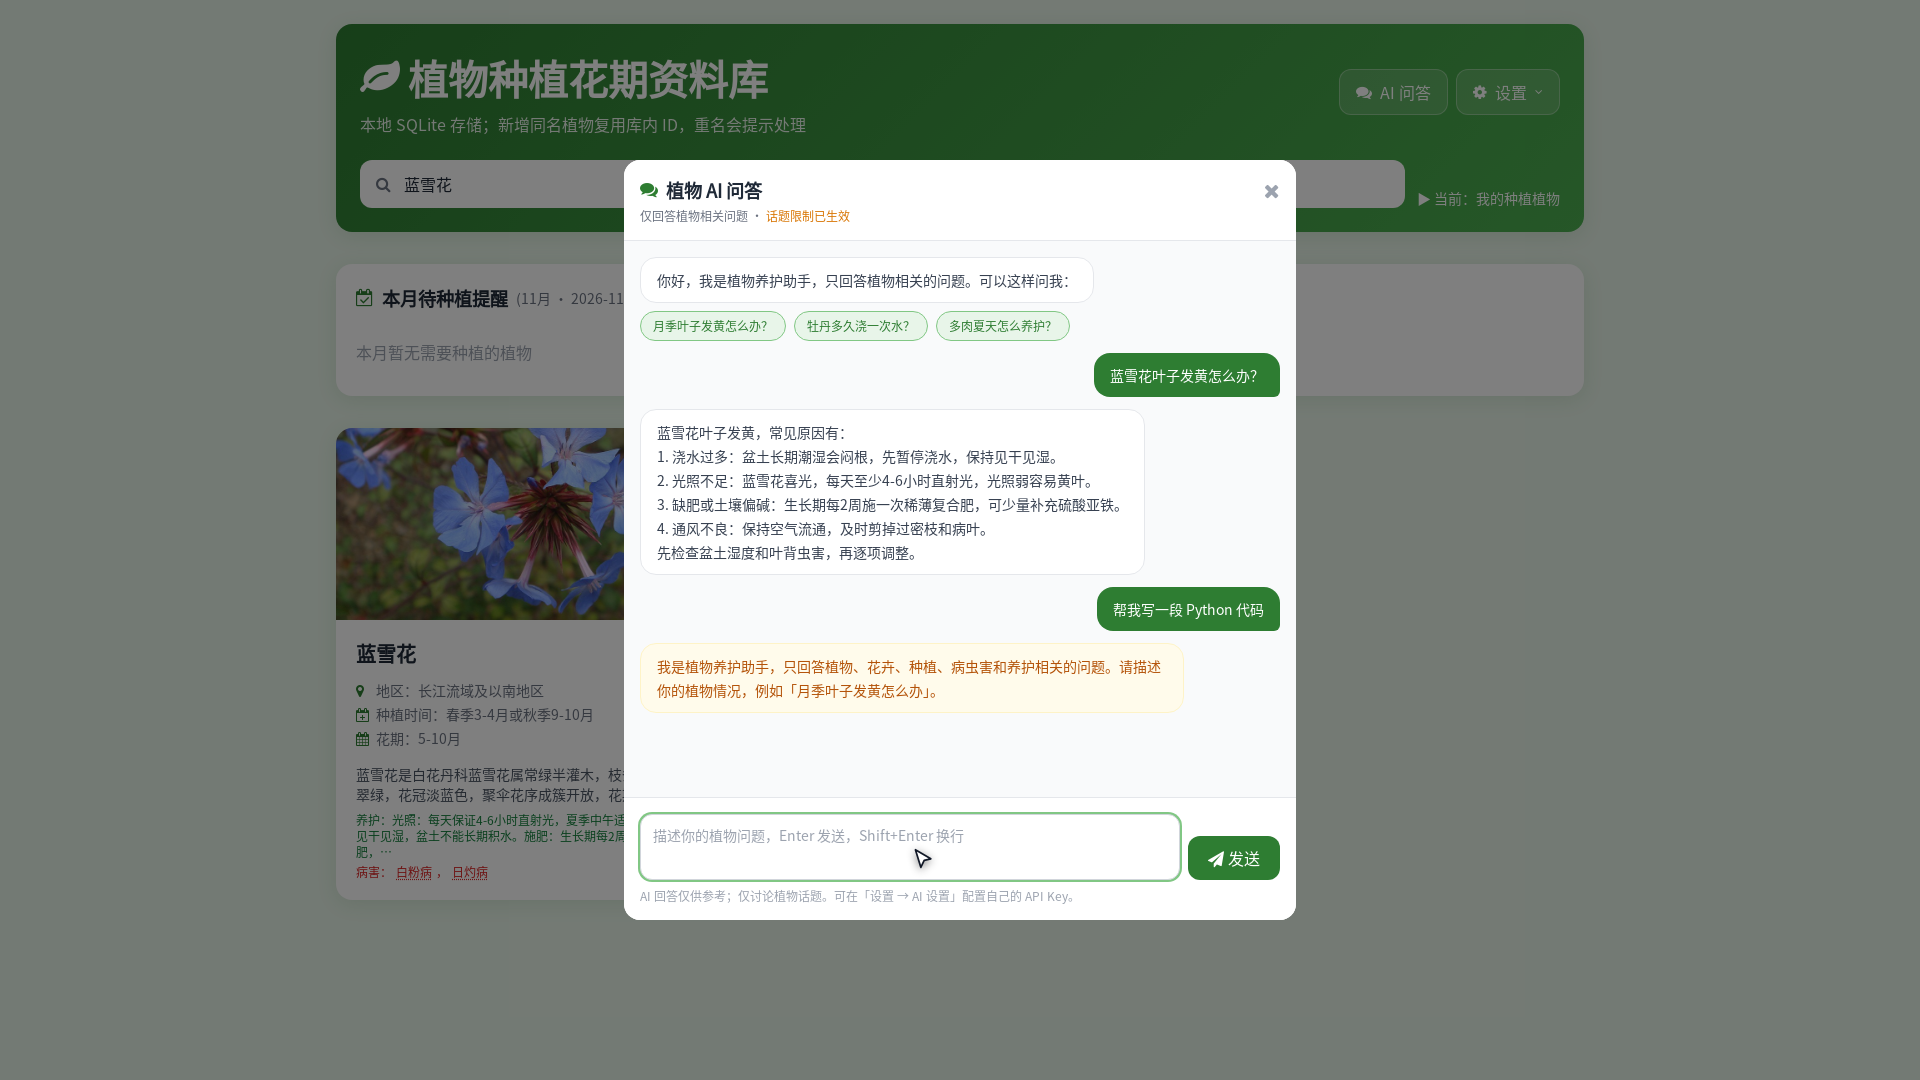 植物种植花期资料库
本地 SQLite 存储；新增同名植物复用库内 ID，重名会提示处理
AI 问答
设置
蓝雪花
▶ 当前：我的种植植物
本月待种植提醒 (11月 · 2026-11
本月暂无需要种植的植物
蓝雪花
地区：长江流域及以南地区
种植时间：春季3-4月或秋季9-10月
花期：5-10月
蓝雪花是白花丹科蓝雪花属常绿半灌木，枝
翠绿，花冠淡蓝色，聚伞花序成簇开放，花
养护：光照：每天保证4-6小时直射光，夏季中午适
见干见湿，盆土不能长期积水。施肥：生长期每2周
肥，…
病害： 白粉病 ， 日灼病
植物 AI 问答
仅回答植物相关问题 · 话题限制已生效
你好，我是植物养护助手，只回答植物相关的问题。可以这样问我：
月季叶子发黄怎么办？
牡丹多久浇一次水？
多肉夏天怎么养护？
蓝雪花叶子发黄怎么办？
蓝雪花叶子发黄，常见原因有：
1. 浇水过多：盆土长期潮湿会闷根，先暂停浇水，保持见干见湿。
2. 光照不足：蓝雪花喜光，每天至少4-6小时直射光，光照弱容易黄叶。
3. 缺肥或土壤偏碱：生长期每2周施一次稀薄复合肥，可少量补充硫酸亚铁。
4. 通风不良：保持空气流通，及时剪掉过密枝和病叶。
先检查盆土湿度和叶背虫害，再逐项调整。
帮我写一段 Python 代码
我是植物养护助手，只回答植物、花卉、种植、病虫害和养护相关的问题。请描述
你的植物情况，例如「月季叶子发黄怎么办」。
描述你的植物问题，Enter 发送，Shift+Enter 换行
发送
AI 回答仅供参考；仅讨论植物话题。可在「设置 → AI 设置」配置自己的 API Key。